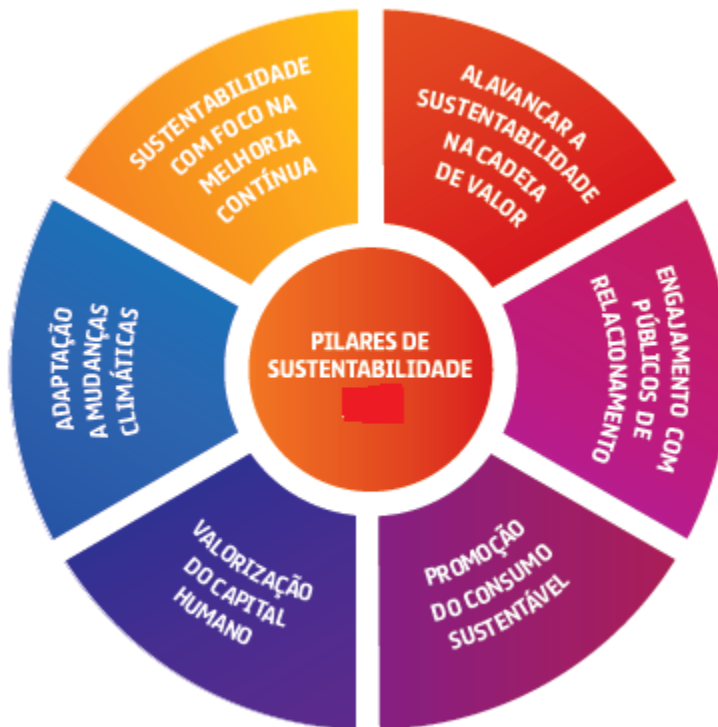 PILARES DE
SUSTENTABILIDADE
ALAVANCAR A
SUSTENTABILIDADE
NA CADEIA
DE VALOR
ENGAJAMENTO COM
PÚBLICOS DE
RELACIONAMENTO
PROMOÇÃO
DO CONSUMO
SUSTENTÁVEL
VALORIZAÇÃO
DO CAPITAL
HUMANO
ADAPTAÇÃO
A MUDANÇAS
CLIMÁTICAS
SUSTENTABILIDADE
COM FOCO NA
MELHORIA
CONTÍNUA